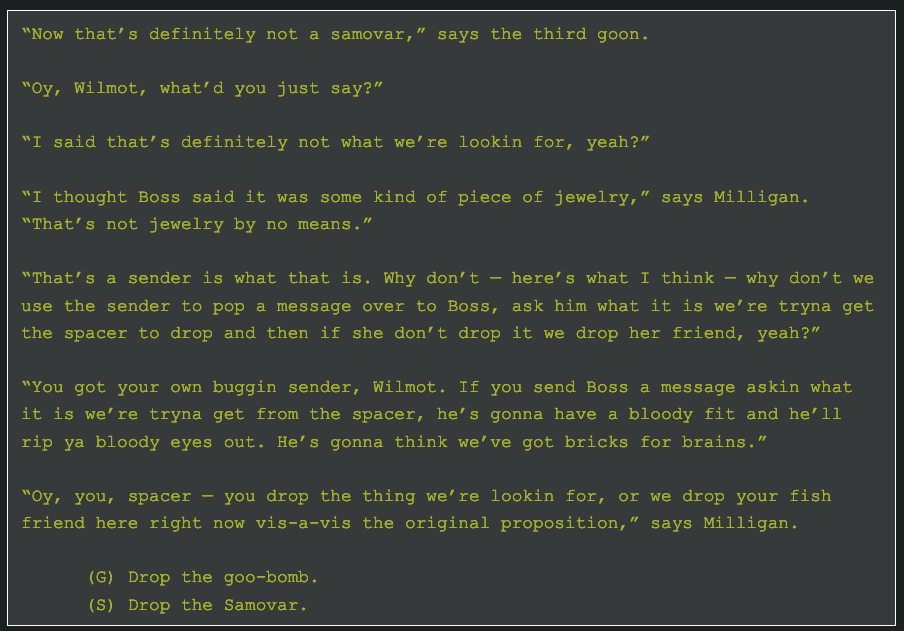 “Now that’s definitely not a samovar,” says the third goon.
“Oy, Wilmot, what’d you just say?”
“I said that’s definitely not what we’re lookin for, yeah?”
“I thought Boss said it was some kind of piece of jewelry,” says Milligan.
“That’s not jewelry by no means.”
“That’s a sender is what that is. Why don’t — here’s what I think — why don’t we
use the sender to pop a message over to Boss, ask him what it is we’re tryna get
the spacer to drop and then if she don’t drop it we drop her friend, yeah?”
“You got your own buggin sender, Wilmot. If you send Boss a message askin what
it is we’re tryna get from the spacer, he’s gonna have a bloody fit and he’ll
rip ya bloody eyes out. He’s gonna think we’ve got bricks for brains.”
“Oy, you, spacer — you drop the thing we’re lookin for, or we drop your fish
friend here right now vis-a-vis the original proposition,” says Milligan.
(G) Drop the goo-bomb.
(S) Drop the Samovar.